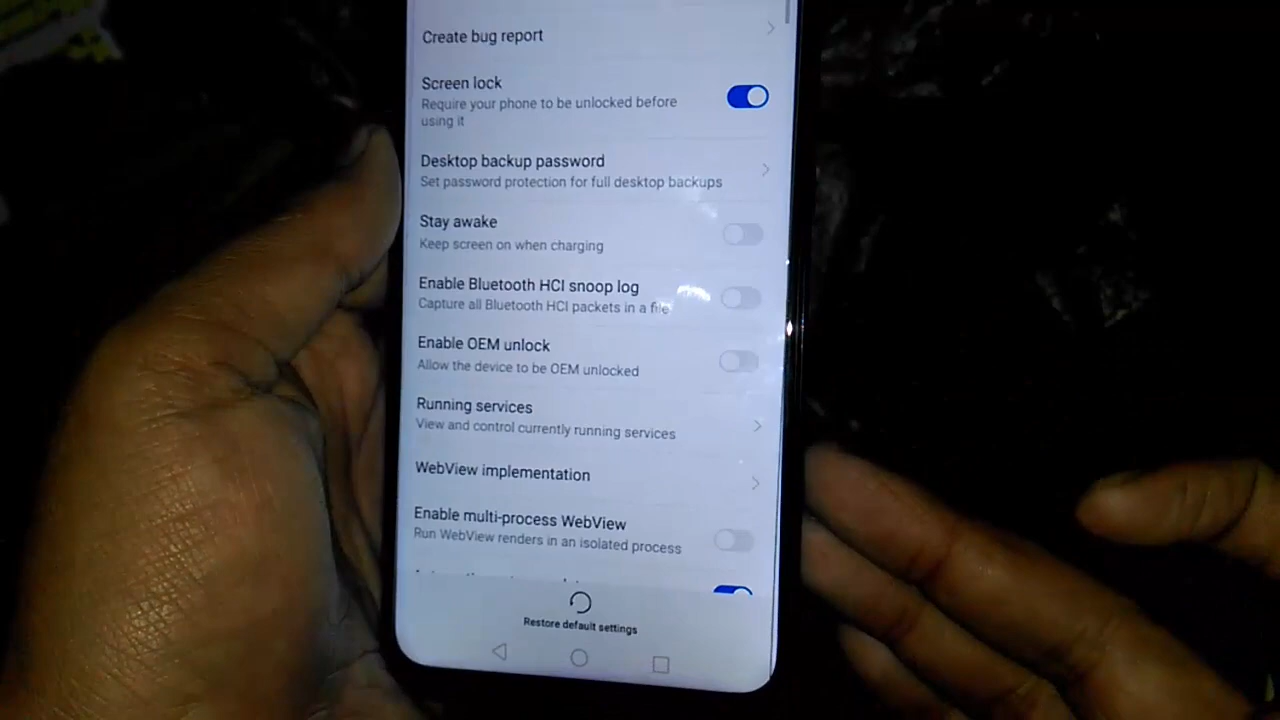 Create bug report
Screen lock
Require your phone to be unlocked before
using it
Desktop backup password
Set password protection for full desktop backups
Stay awake
Keep screen on when charging
Enable Bluetooth HCI snoop log
Capture all Bluetooth HCI packets in a file
Enable OEM unlock
Allow the device to be OEM unlocked
Running services
View and control currently running services
WebView implementation
Enable multi-process WebView
Run WebView renders in an isolated process
Restore default settings